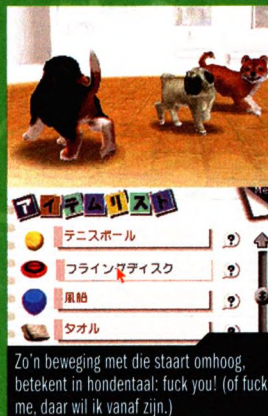 アイテムリスト
テニスボール
?
フライングディスク
?
風船
?
タオル
?
Zo'n beweging met die staart omhoog,
betekent in hondentaal: fuck you! (of fuck
me, daar wil ik vanaf zijn.)